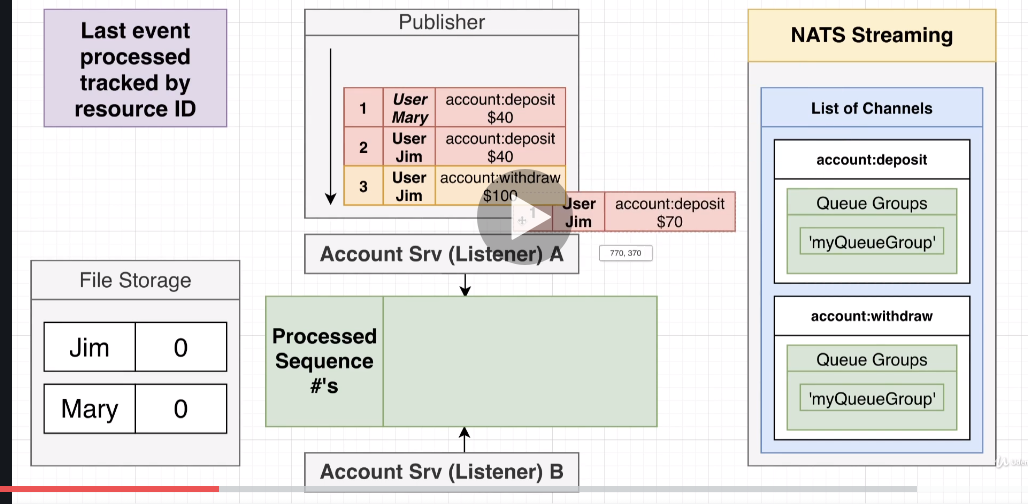 Last event
processed
tracked by
resource ID
Publisher
1
User
Mary
account:deposit
$40
2
User
Jim
account:deposit
$40
3
User
Jim
account:withdraw
$100
1
User
Jim
account:deposit
$70
770, 370
Account Srv (Listener) A
File Storage
Jim
0
Mary
0
Processed
Sequence
#'s
Account Srv (Listener) B
NATS Streaming
List of Channels
account:deposit
Queue Groups
'myQueueGroup'
account:withdraw
Queue Groups
'myQueueGroup'